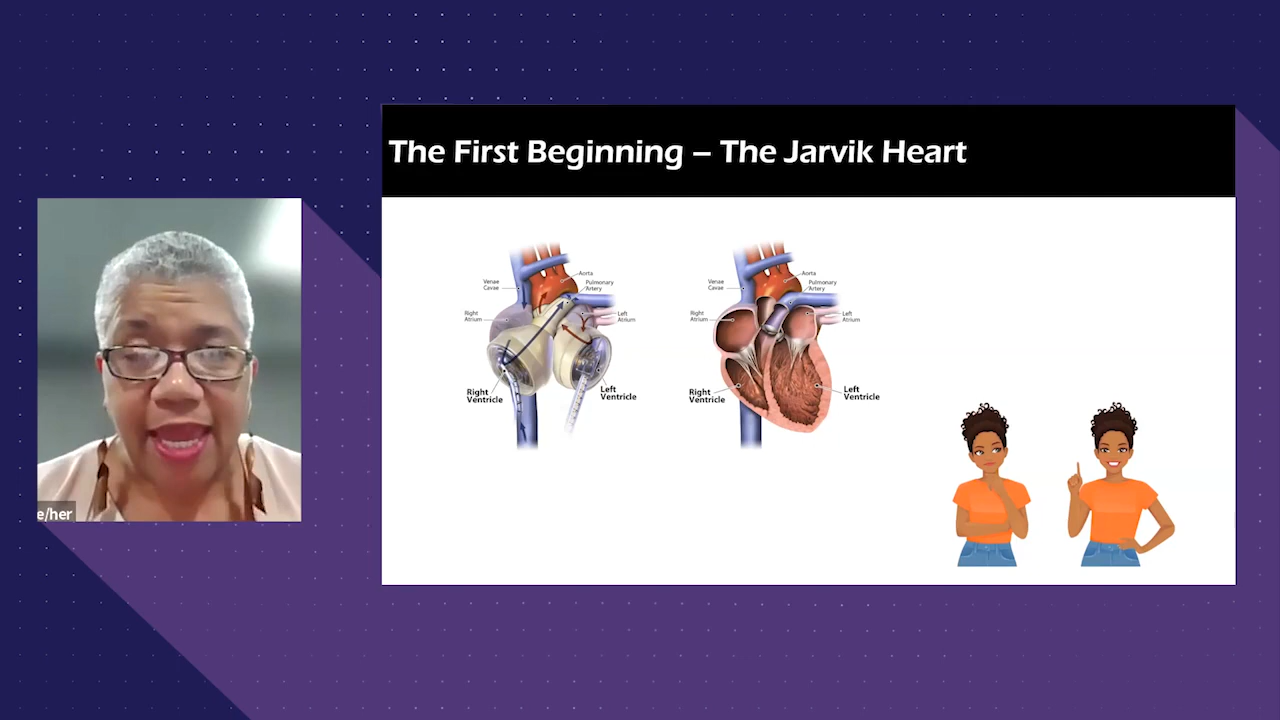 The First Beginning – The Jarvik Heart
Aorta
Venae
Cavae
Pulmonary
Artery
Right
Atrium
Left
Atrium
Right
Ventricle
Left
Ventricle
Aorta
Venae
Cavae
Pulmonary
Artery
Right
Atrium
Left
Atrium
Right
Ventricle
Left
Ventricle
e/her